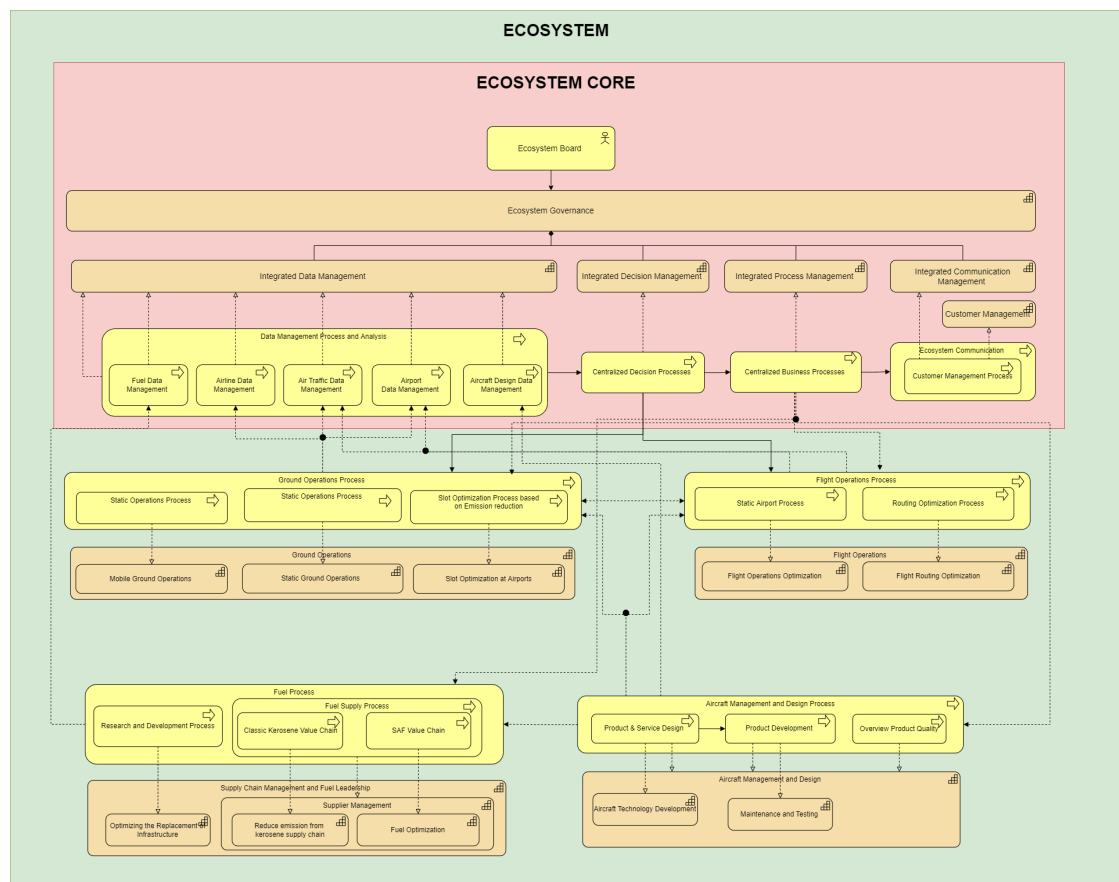 ECOSYSTEM
ECOSYSTEM CORE
Ecosystem Board
Ecosystem Governance
Integrated Data Management
Integrated Decision Management
Integrated Process Management
Integrated Communication
Management
Customer Management
Data Management Process and Analysis
Fuel Data
Management
Airline Data
Management
Air Traffic Data
Management
Airport
Data Management
Aircraft Design Data
Management
Centralized Decision Processes
Centralized Business Processes
Ecosystem Communication
Customer Management Process
Ground Operations Process
Static Operations Process
Static Operations Process
Slot Optimization Process based
on Emission reduction
Flight Operations Process
Static Airport Process
Routing Optimization Process
Ground Operations
Mobile Ground Operations
Static Ground Operations
Slot Optimization at Airports
Flight Operations
Flight Operations Optimization
Flight Routing Optimization
Fuel Process
Research and Development Process
Fuel Supply Process
Classic Kerosene Value Chain
SAF Value Chain
Aircraft Management and Design Process
Product & Service Design
Product Development
Overview Product Quality
Supply Chain Management and Fuel Leadership
Optimizing the Replacement of
Infrastructure
Supplier Management
Reduce emission from
kerosene supply chain
Fuel Optimization
Aircraft Management and Design
Aircraft Technology Development
Maintenance and Testing